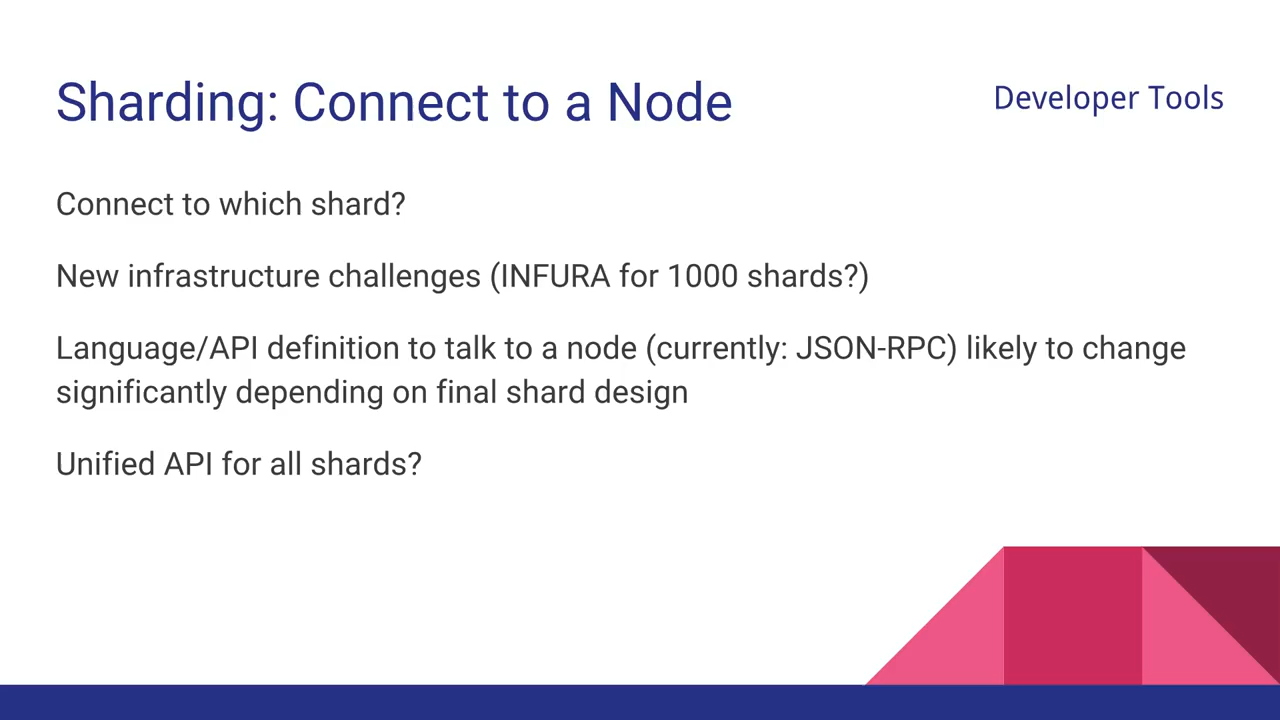 Sharding: Connect to a Node
Developer Tools
Connect to which shard?
New infrastructure challenges (INFURA for 1000 shards?)
Language/API definition to talk to a node (currently: JSON-RPC) likely to change
significantly depending on final shard design
Unified API for all shards?